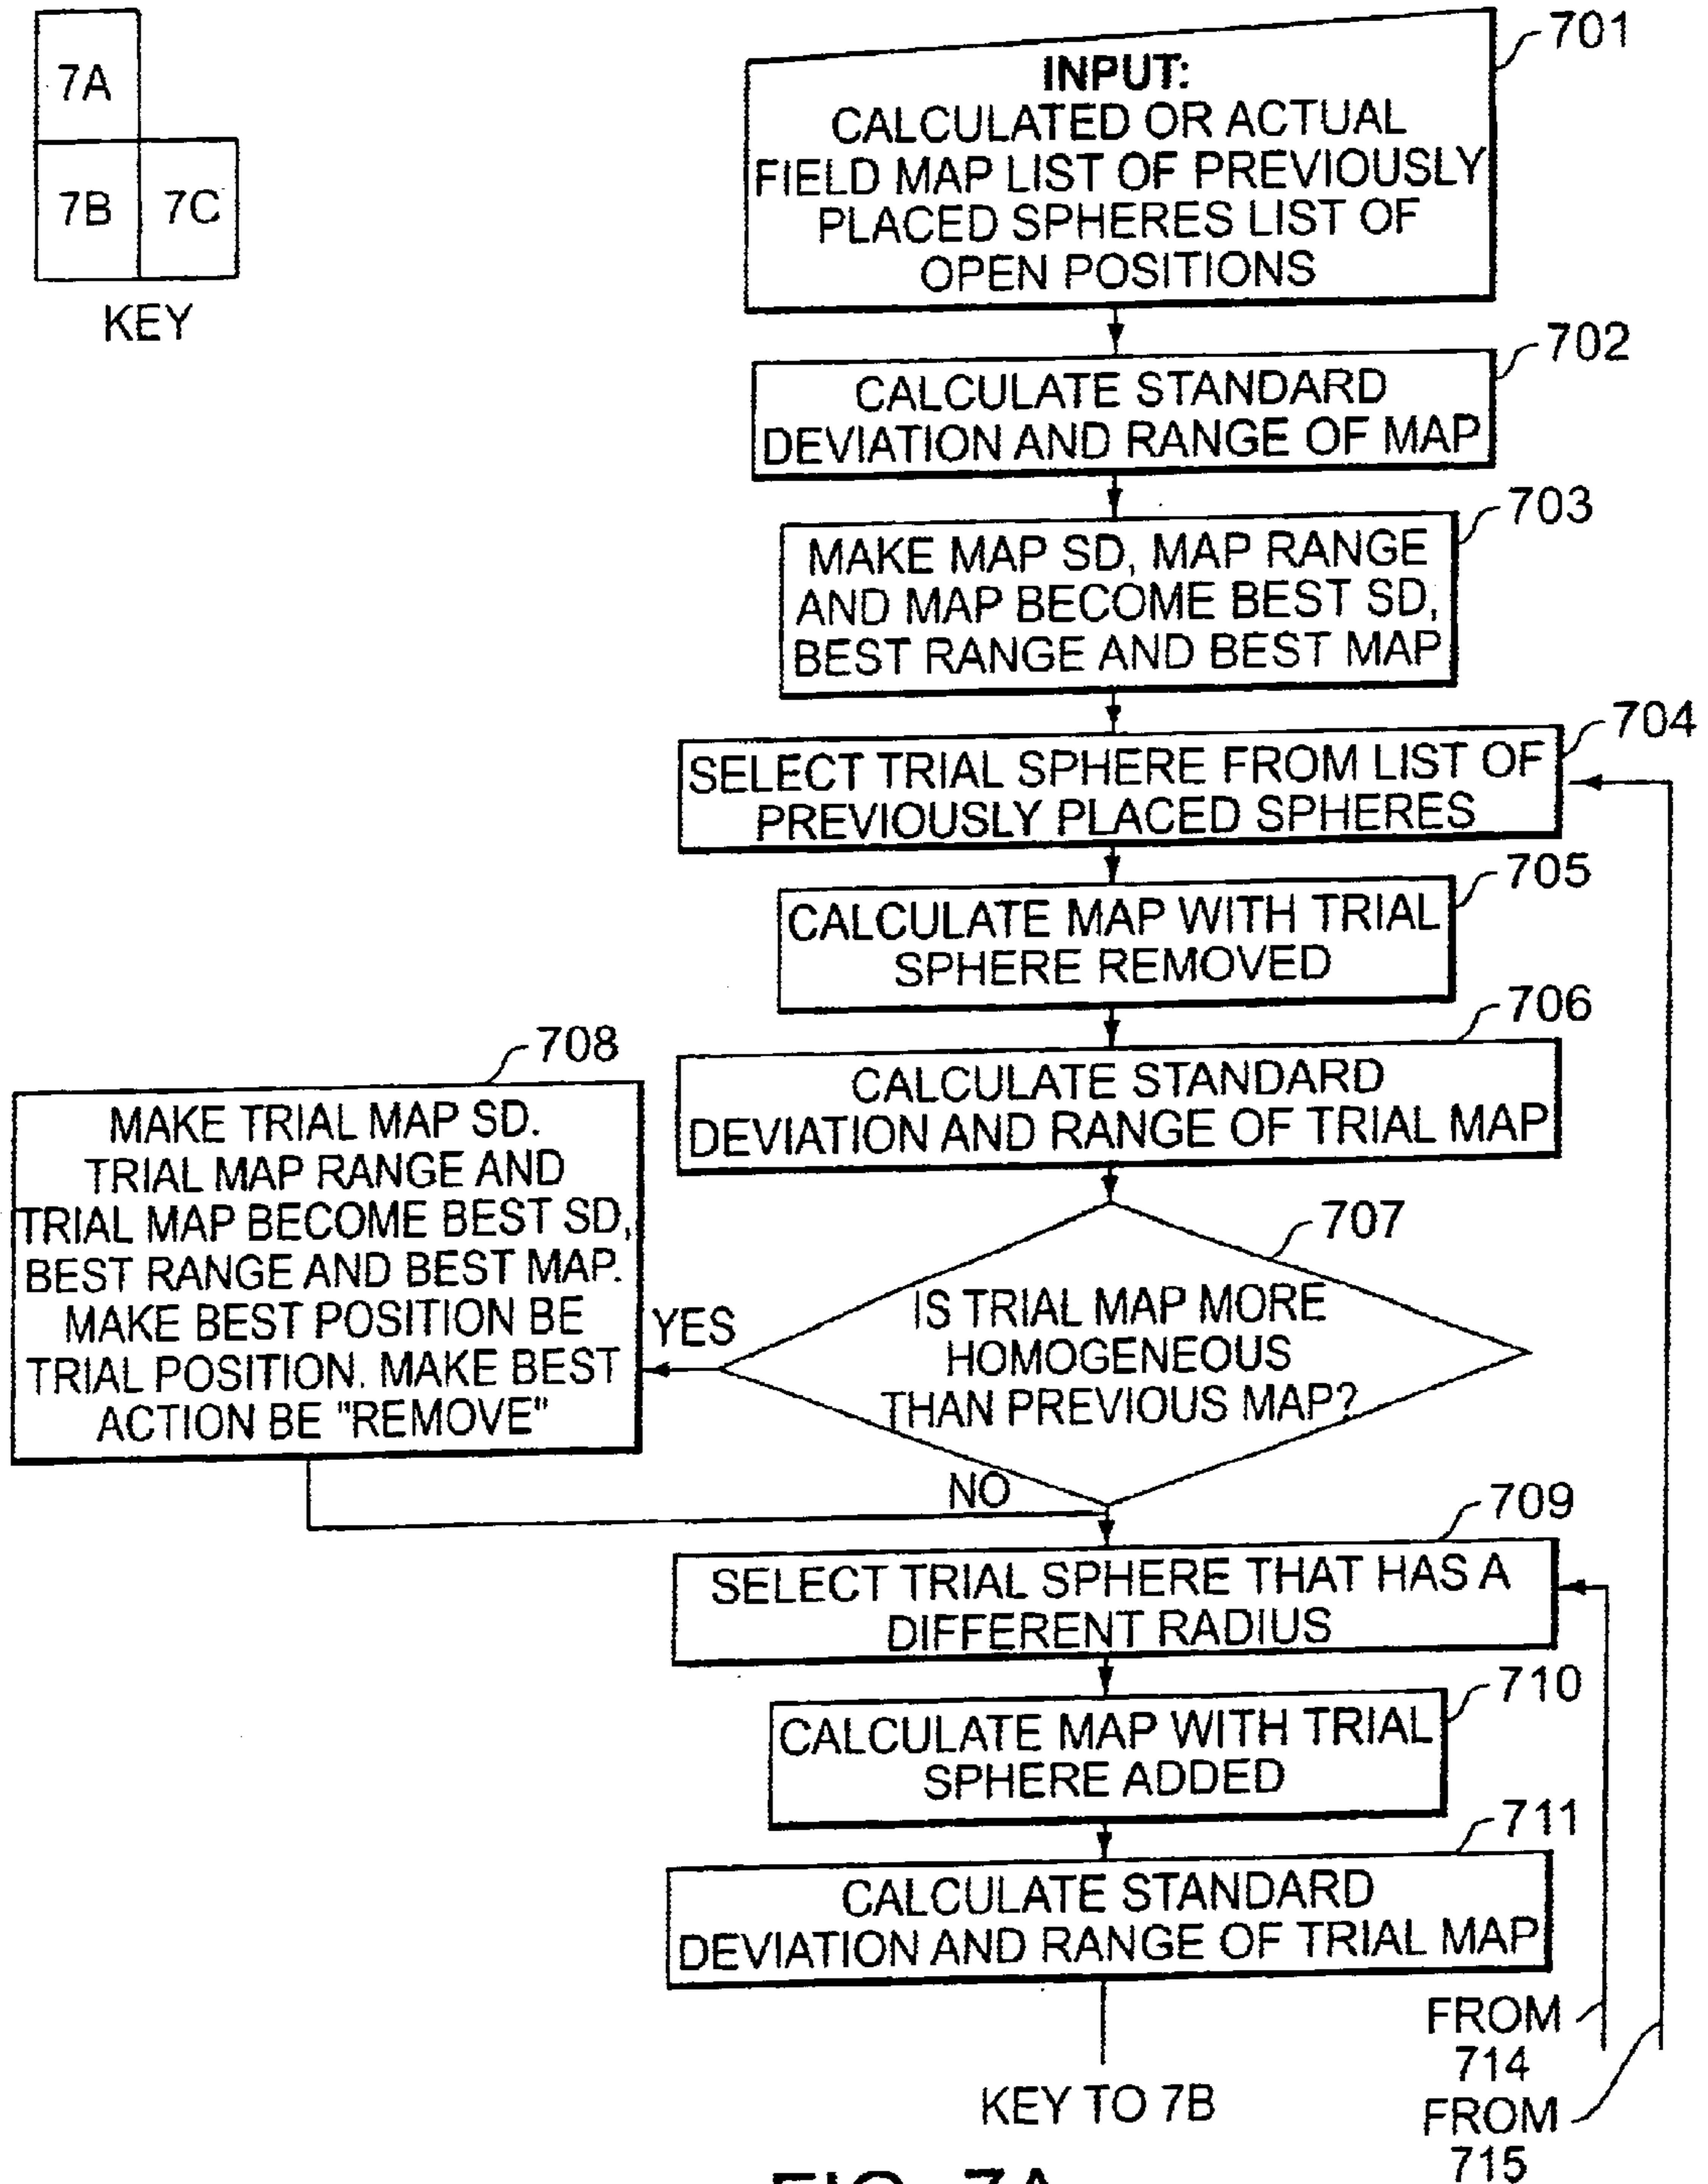 7A
7B 7C
KEY
701
INPUT:
CALCULATED OR ACTUAL
FIELD MAP LIST OF PREVIOUSLY
PLACED SPHERES LIST OF
OPEN POSITIONS
702
CALCULATE STANDARD
DEVIATION AND RANGE OF MAP
703
MAKE MAP SD, MAP RANGE
AND MAP BECOME BEST SD,
BEST RANGE AND BEST MAP
704
SELECT TRIAL SPHERE FROM LIST OF
PREVIOUSLY PLACED SPHERES
705
CALCULATE MAP WITH TRIAL
SPHERE REMOVED
706
CALCULATE STANDARD
DEVIATION AND RANGE OF TRIAL MAP
707
IS TRIAL MAP MORE
HOMOGENEOUS
THAN PREVIOUS MAP?
YES
708
MAKE TRIAL MAP SD.
TRIAL MAP RANGE AND
TRIAL MAP BECOME BEST SD,
BEST RANGE AND BEST MAP.
MAKE BEST POSITION BE
TRIAL POSITION. MAKE BEST
ACTION BE "REMOVE"
NO
709
SELECT TRIAL SPHERE THAT HAS A
DIFFERENT RADIUS
710
CALCULATE MAP WITH TRIAL
SPHERE ADDED
711
CALCULATE STANDARD
DEVIATION AND RANGE OF TRIAL MAP
FROM
714
KEY TO 7B
FROM
715
FIG. 7A